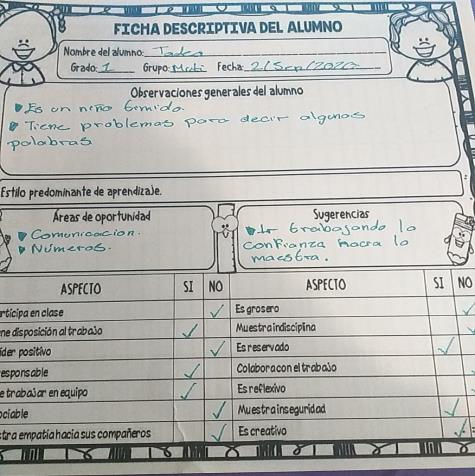 FICHA DESCRIPTIVA DEL ALUMNO
Nombre del alumno: Tadeo
Grado: 1 Grupo: Mati Fecha: 2/Sep/2020
Observaciones generales del alumno
Es un niño temido.
Tiene problemas para decir algunas
palabras
Estilo predominante de aprendizaje.
Áreas de oportunidad
Comunicacion.
Números.
Sugerencias
Ir trabajando la
confianza hacia la
maestra.
ASPECTO SI NO ASPECTO SI NO
rticipa en clase Es grosero
ne disposición al trabajo Muestra indisciplina
íder positivo Es reservado
esponsable Colabora con el trabajo
e trabajar en equipo Es reflexivo
ociable Muestra inseguridad
stra empatía hacia sus compañeros Es creativo